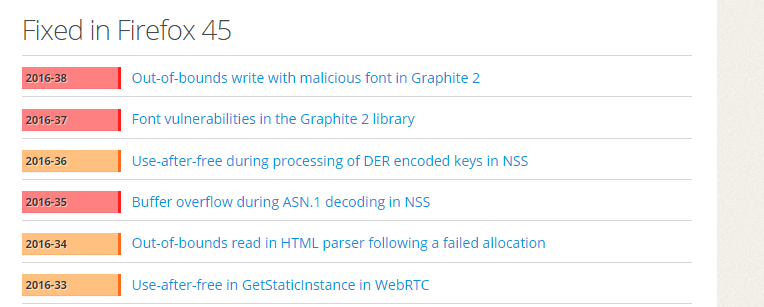 Fixed in Firefox 45
2016-38 Out-of-bounds write with malicious font in Graphite 2
2016-37 Font vulnerabilities in the Graphite 2 library
2016-36 Use-after-free during processing of DER encoded keys in NSS
2016-35 Buffer overflow during ASN.1 decoding in NSS
2016-34 Out-of-bounds read in HTML parser following a failed allocation
2016-33 Use-after-free in GetStaticInstance in WebRTC